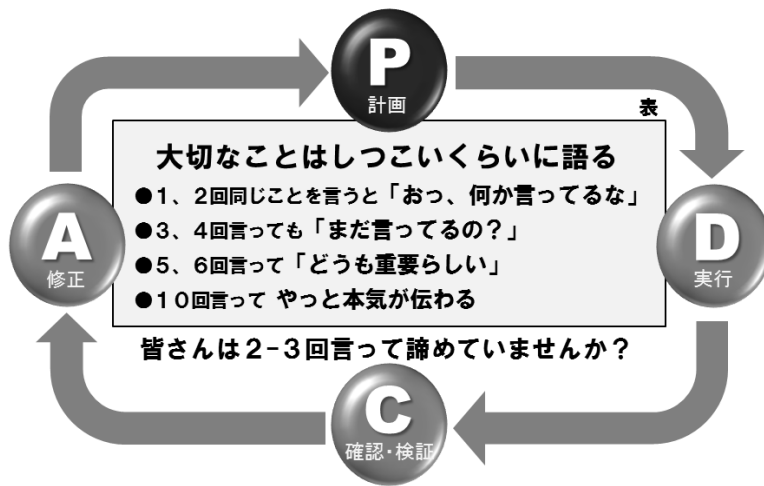 P
計画
表
大切なことはしつこいくらいに語る
●1、2回同じことを言うと「おっ、何か言ってるな」
●3、4回言っても「まだ言ってるの？」
●5、6回言って「どうも重要らしい」
●10回言って やっと本気が伝わる
A
修正
D
実行
皆さんは2-3回言って諦めていませんか？
C
確認・検証